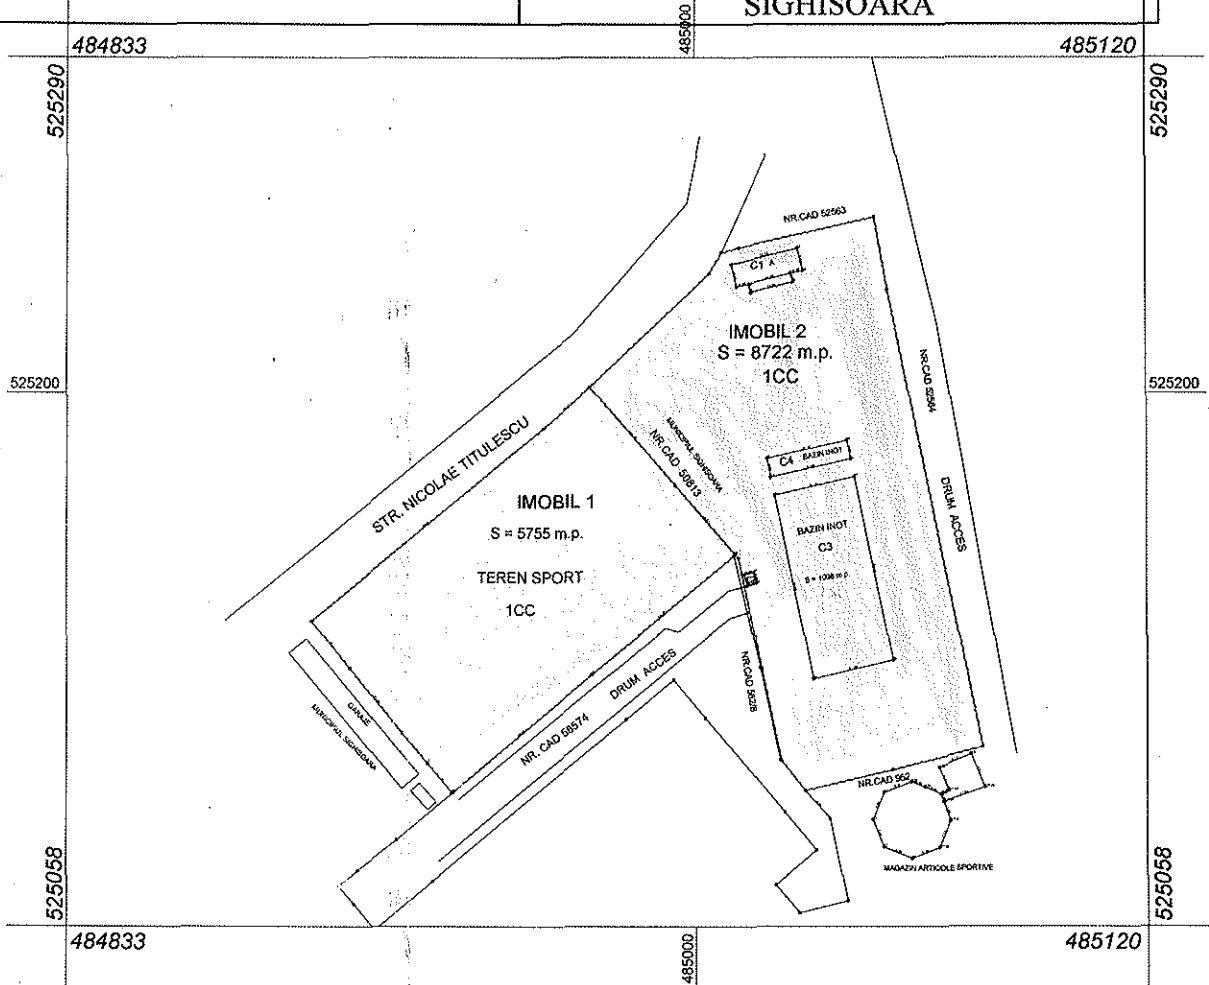 SIGHISOARA
484833
485000
485120
525290
525290
NR.CAD 52563
C1 A
IMOBIL 2
S = 8722 m.p.
1CC
525200
525200
NR.CAD 52564
STR. NICOLAE TITULESCU
MUNICIPIUL SIGHISOARA
NR.CAD 50813
C4 BAZIN INOT
IMOBIL 1
S = 5755 m.p.
TEREN SPORT
1CC
BAZIN INOT
C3
DRUM ACCES
DRUM ACCES
NR. CAD 58574
GARAJE
MUNICIPIUL SIGHISOARA
NR.CAD 952
MAGAZIN ARTICOLE SPORTIVE
525058
525058
484833
485000
485120